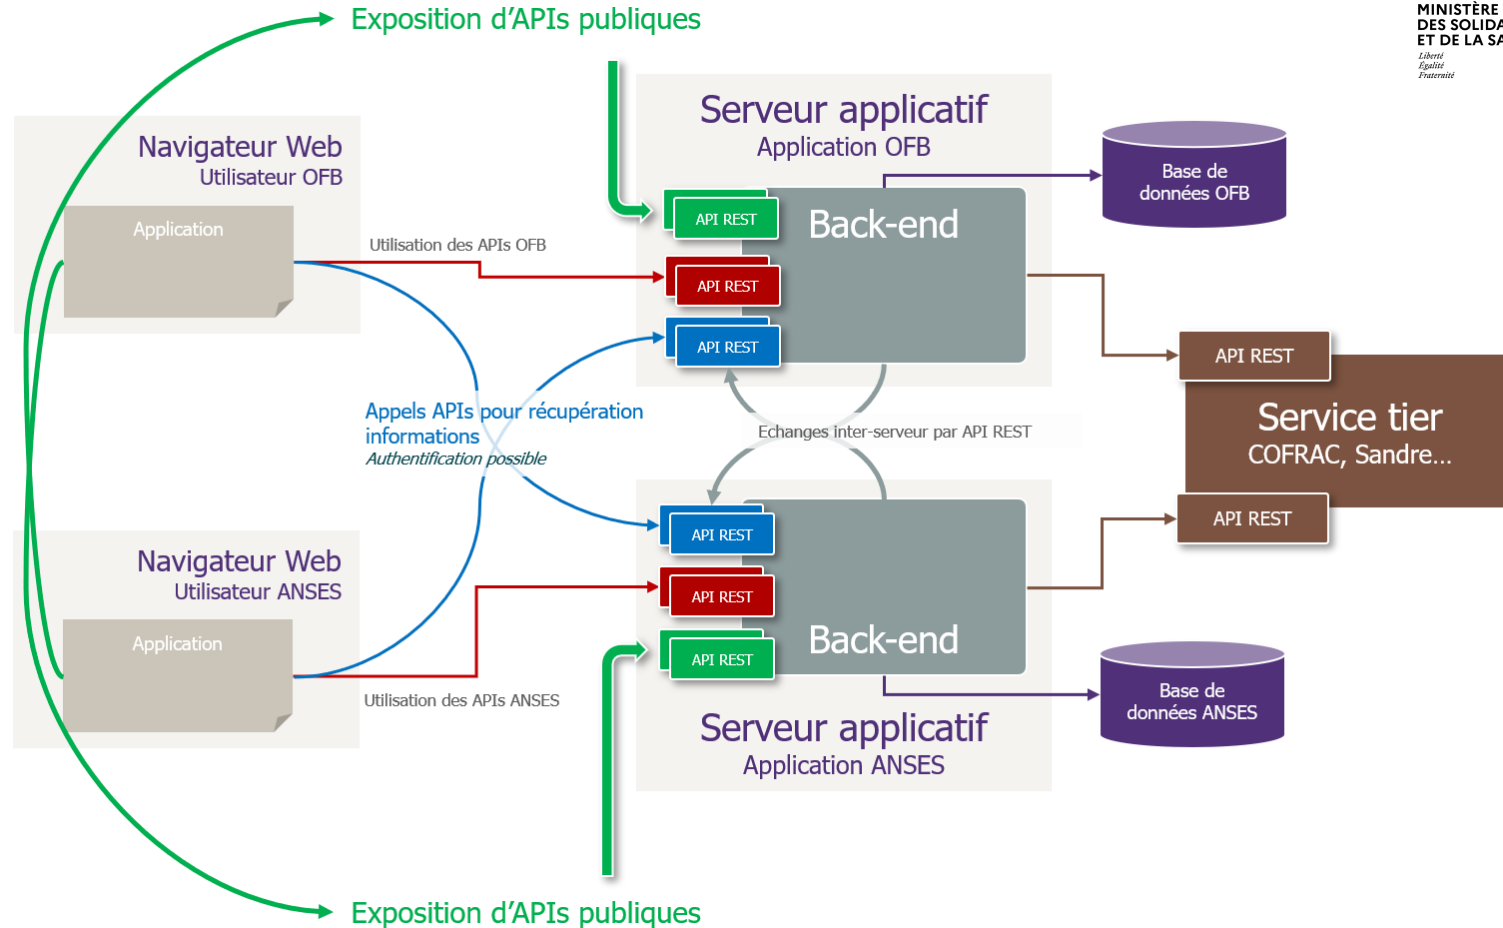 Exposition d'APIs publiques
MINISTÈRE
DES SOLIDA
ET DE LA SA
Liberté
Égalité
Fraternité
Serveur applicatif
Application OFB
Navigateur Web
Utilisateur OFB
Application
Utilisation des APIs OFB
API REST
API REST
API REST
Back-end
Base de
données OFB
Appels APIs pour récupération
informations
Authentification possible
Echanges inter-serveur par API REST
API REST
Service tier
COFRAC, Sandre...
API REST
Navigateur Web
Utilisateur ANSES
Application
Utilisation des APIs ANSES
API REST
API REST
API REST
Back-end
Serveur applicatif
Application ANSES
Base de
données ANSES
Exposition d'APIs publiques